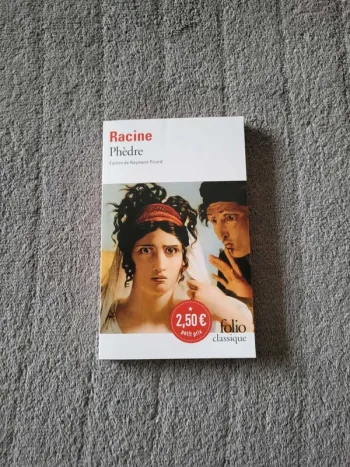 Racine
Phèdre
Édition de Raymond Picard
2,50 €
petit prix
folio
classique